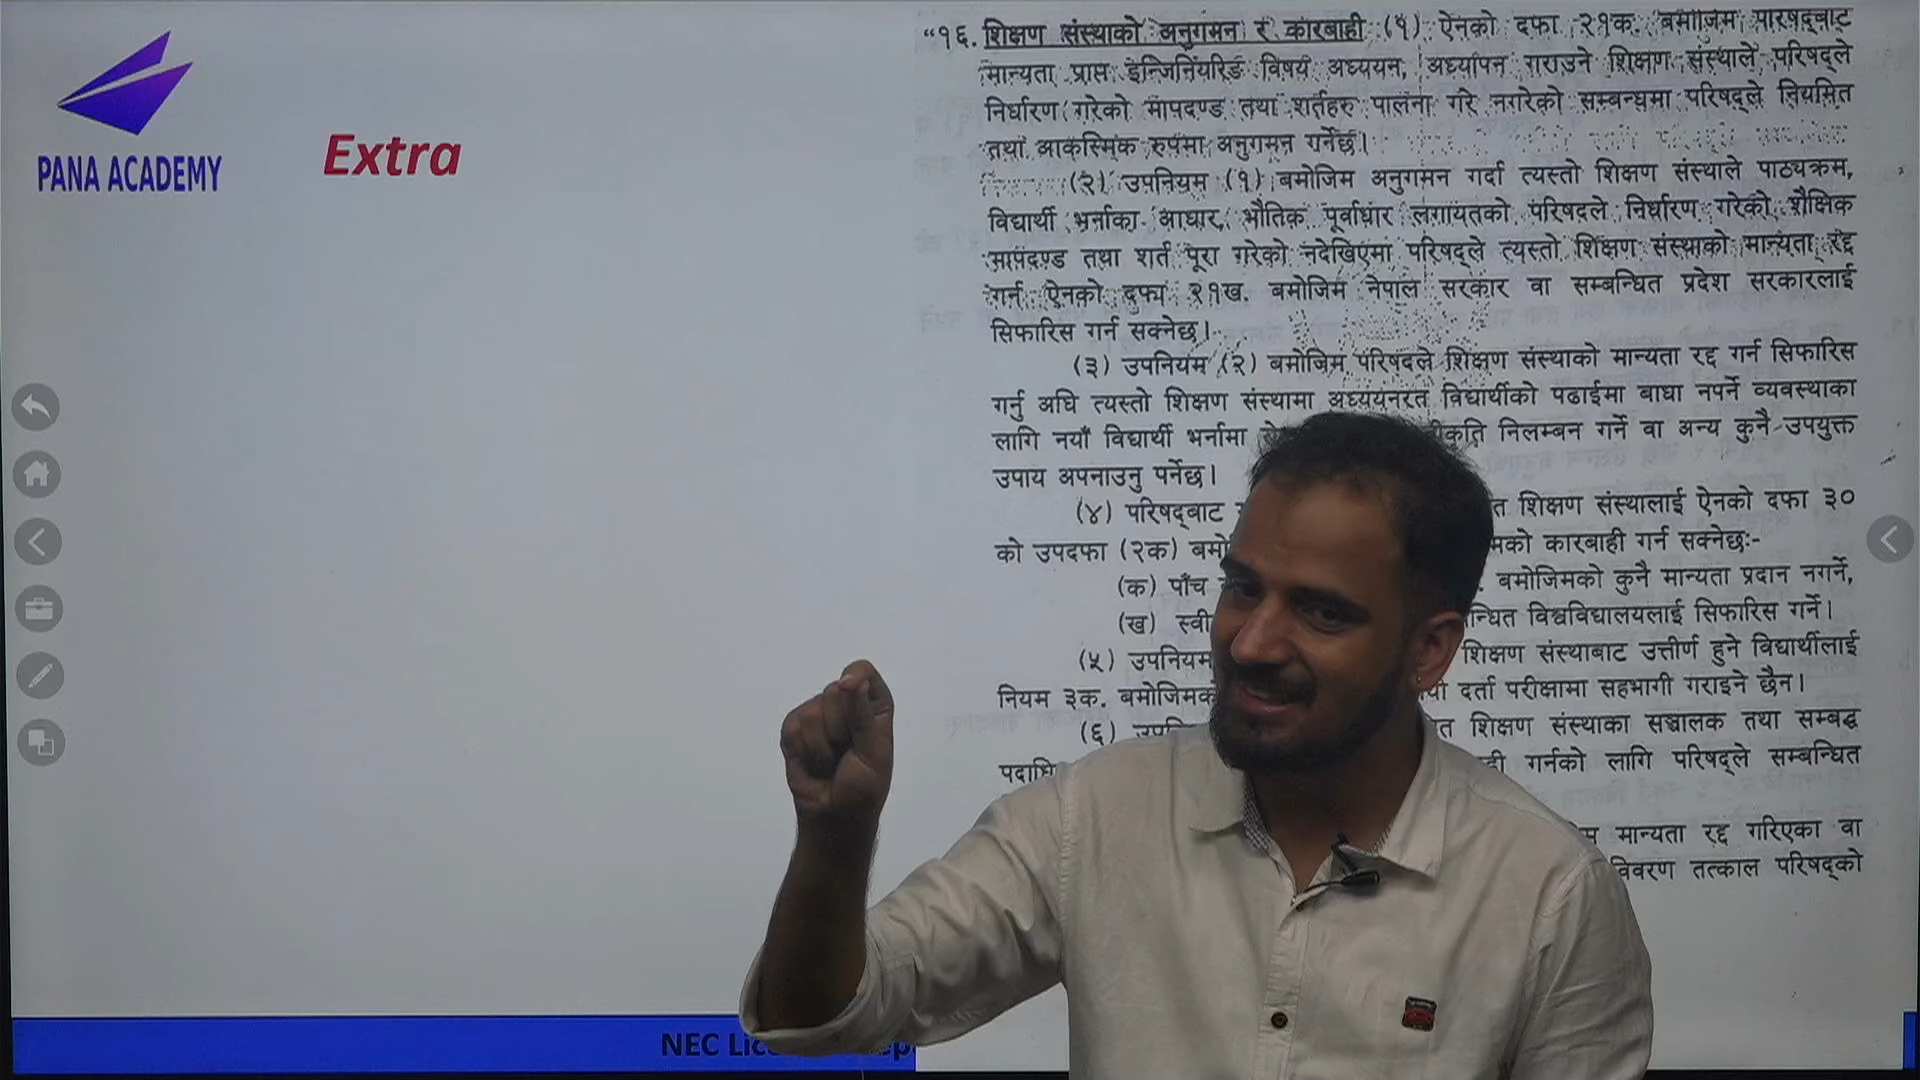 PANA ACADEMY
Extra
“१६. शिक्षण संस्थाको अनुगमन र कारबाही (१) ऐनको दफा २१क. बमोजिम परिषद्बाट
मान्यता प्राप्त इन्जिनियरिङ विषय अध्ययन, अध्यापन गराउने शिक्षण संस्थाले परिषद्ले
निर्धारण गरेको मापदण्ड तथा शर्तहरु पालना गरे नगरेको सम्बन्धमा परिषद्ले नियमित
तथा आकस्मिक रुपमा अनुगमन गर्नेछ।
(२) उपनियम (१) बमोजिम अनुगमन गर्दा त्यस्तो शिक्षण संस्थाले पाठ्यक्रम,
विद्यार्थी भर्नाका आधार, भौतिक पूर्वाधार लगायतको परिषदले निर्धारण गरेको शैक्षिक
मापदण्ड तथा शर्त पूरा गरेको नदेखिएमा परिषद्ले त्यस्तो शिक्षण संस्थाको मान्यता रद्द
गर्न ऐनको दफा २१ख. बमोजिम नेपाल सरकार वा सम्बन्धित प्रदेश सरकारलाई
सिफारिस गर्न सक्नेछ।
(३) उपनियम (२) बमोजिम परिषदले शिक्षण संस्थाको मान्यता रद्द गर्न सिफारिस
गर्नु अघि त्यस्तो शिक्षण संस्थामा अध्ययनरत विद्यार्थीको पढाईमा बाधा नपर्ने व्यवस्थाका
लागि नयाँ विद्यार्थी भर्नामा निलम्बन गर्ने वा अन्य कुनै उपयुक्त
उपाय अपनाउनु पर्नेछ।
(४) परिषद्बाट शिक्षण संस्थालाई ऐनको दफा ३०
को उपदफा (२क) कारबाही गर्न सक्नेछः-
(क) पाँच बमोजिमको कुनै मान्यता प्रदान नगर्ने,
(ख) विश्वविद्यालयलाई सिफारिस गर्ने।
(५) उपनियम शिक्षण संस्थाबाट उत्तीर्ण हुने विद्यार्थीलाई
नियम ३क. दर्ता परीक्षामा सहभागी गराइने छैन।
(६) शिक्षण संस्थाका सञ्चालक तथा सम्बद्ध
गर्नको लागि परिषद्ले सम्बन्धित
मान्यता रद्द गरिएका वा
विवरण तत्काल परिषद्को
NEC